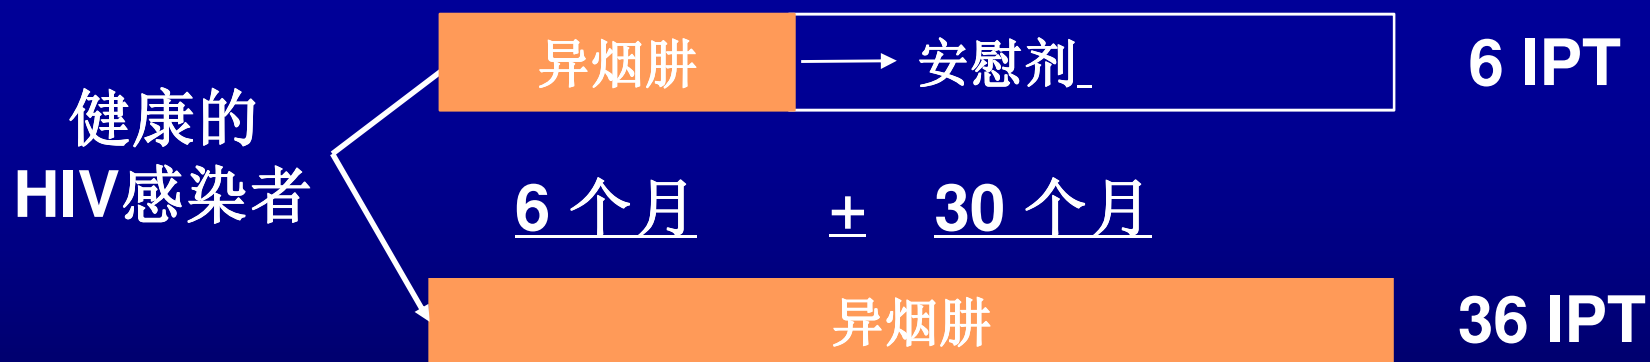 异烟肼 → 安慰剂_ 6 IPT
健康的
HIV感染者
6 个月 ± 30 个月
异烟肼 36 IPT